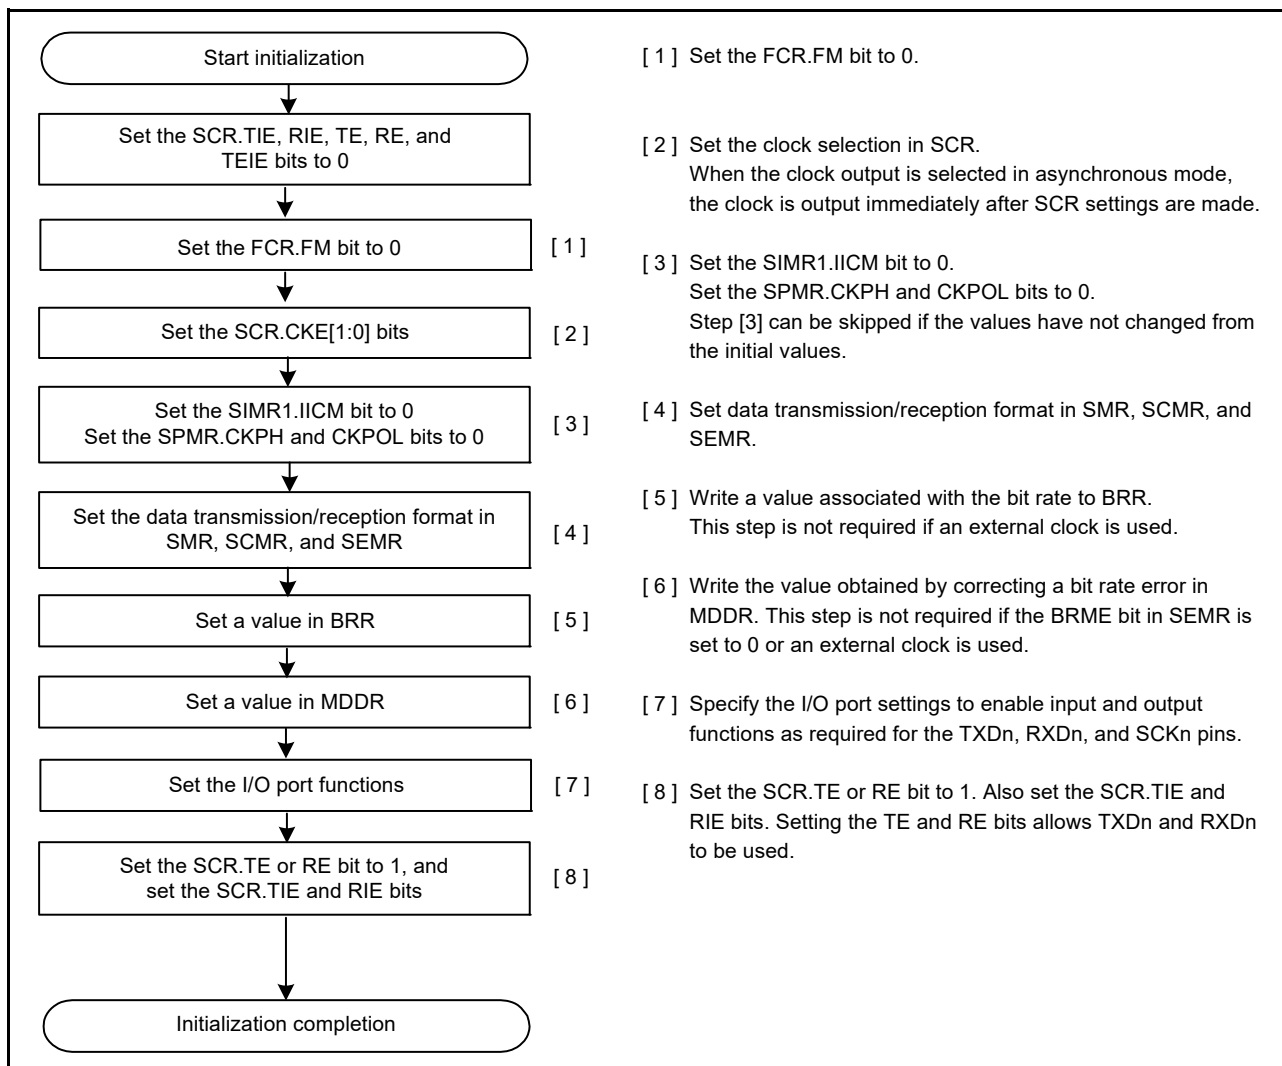 Start initialization
Set the SCR.TIE, RIE, TE, RE, and
TEIE bits to 0
Set the FCR.FM bit to 0
[ 1 ]
Set the SCR.CKE[1:0] bits
[ 2 ]
Set the SIMR1.IICM bit to 0
Set the SPMR.CKPH and CKPOL bits to 0
[ 3 ]
Set the data transmission/reception format in
SMR, SCMR, and SEMR
[ 4 ]
Set a value in BRR
[ 5 ]
Set a value in MDDR
[ 6 ]
Set the I/O port functions
[ 7 ]
Set the SCR.TE or RE bit to 1, and
set the SCR.TIE and RIE bits
[ 8 ]
Initialization completion
[ 1 ] Set the FCR.FM bit to 0.
[ 2 ] Set the clock selection in SCR.
When the clock output is selected in asynchronous mode,
the clock is output immediately after SCR settings are made.
[ 3 ] Set the SIMR1.IICM bit to 0.
Set the SPMR.CKPH and CKPOL bits to 0.
Step [3] can be skipped if the values have not changed from
the initial values.
[ 4 ] Set data transmission/reception format in SMR, SCMR, and
SEMR.
[ 5 ] Write a value associated with the bit rate to BRR.
This step is not required if an external clock is used.
[ 6 ] Write the value obtained by correcting a bit rate error in
MDDR. This step is not required if the BRME bit in SEMR is
set to 0 or an external clock is used.
[ 7 ] Specify the I/O port settings to enable input and output
functions as required for the TXDn, RXDn, and SCKn pins.
[ 8 ] Set the SCR.TE or RE bit to 1. Also set the SCR.TIE and
RIE bits. Setting the TE and RE bits allows TXDn and RXDn
to be used.